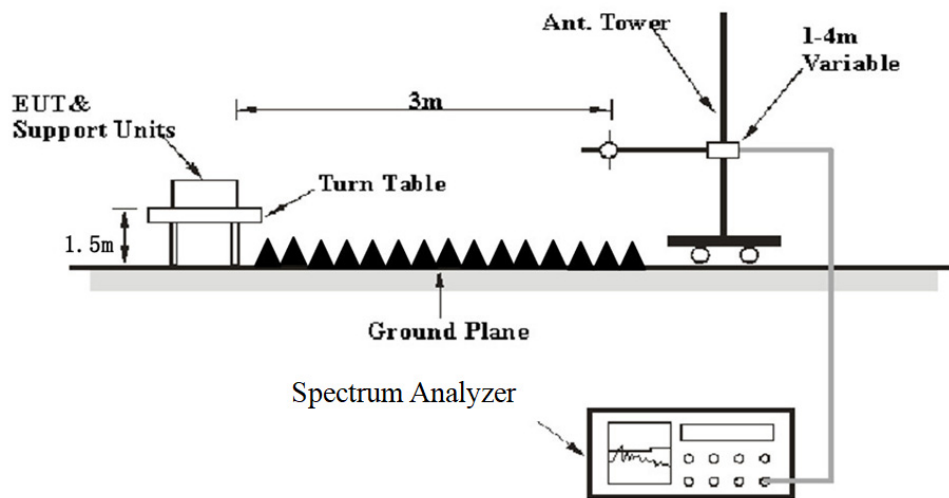 Ant. Tower
1-4m
Variable
EUT&
Support Units
3m
Turn Table
1.5m
Ground Plane
Spectrum Analyzer